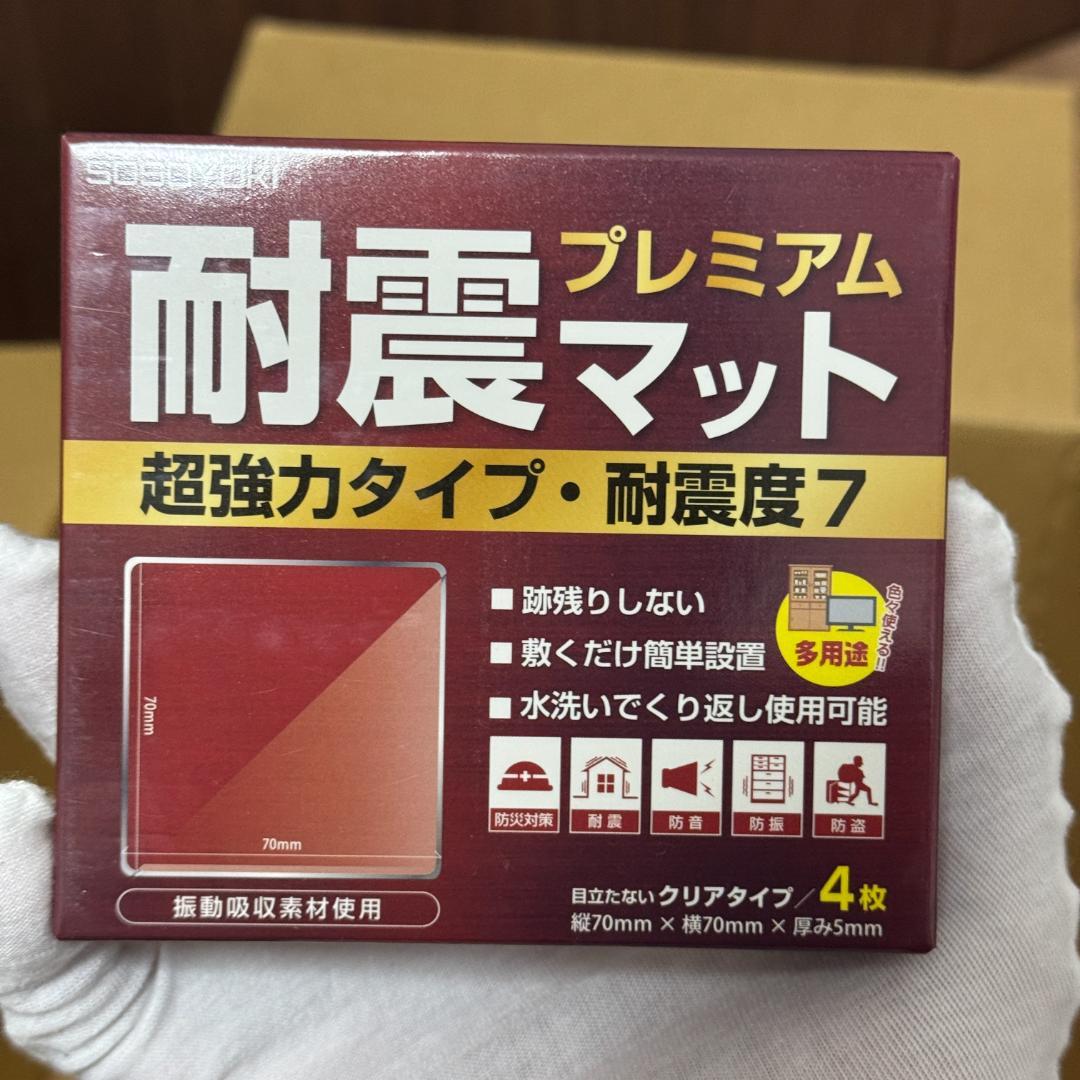 耐震
プレミアム
マット
超強力タイプ・耐震度7
■跡残りしない
■敷くだけ簡単設置
■水洗いでくり返し使用可能
多用途
色々使える!!
70mm
70mm
防災対策
耐震
防音
防振
防盗
振動吸収素材使用
目立たないクリアタイプ/4枚
縦70mm×横70mm×厚み5mm